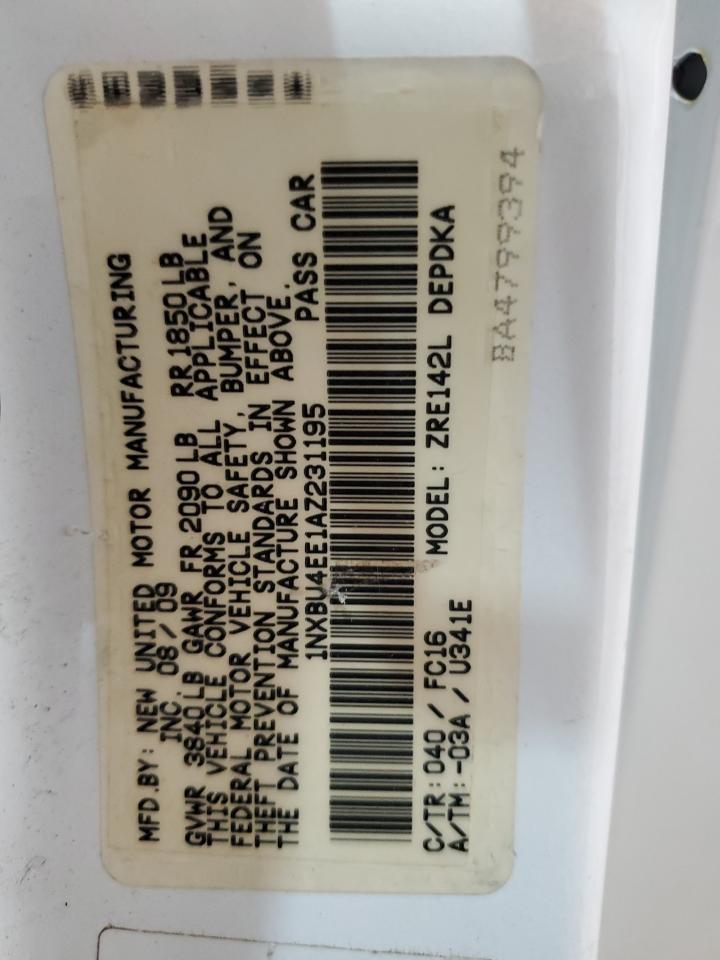 MFD.BY: NEW UNITED MOTOR MANUFACTURING
INC. 08/09
GVWR 3840LB GAWR FR 2090LB RR1850LB
THIS VEHICLE CONFORMS TO ALL APPLICABLE
FEDERAL MOTOR VEHICLE SAFETY, BUMPER, AND
THEFT PREVENTION STANDARDS IN EFFECT ON
THE DATE OF MANUFACTURE SHOWN ABOVE.
1NXBU4EE1AZ231195 PASS CAR
C/TR: 040 / FC16 MODEL: ZRE142L DEPDKA
A/TM: -03A / U341E
BA4799394